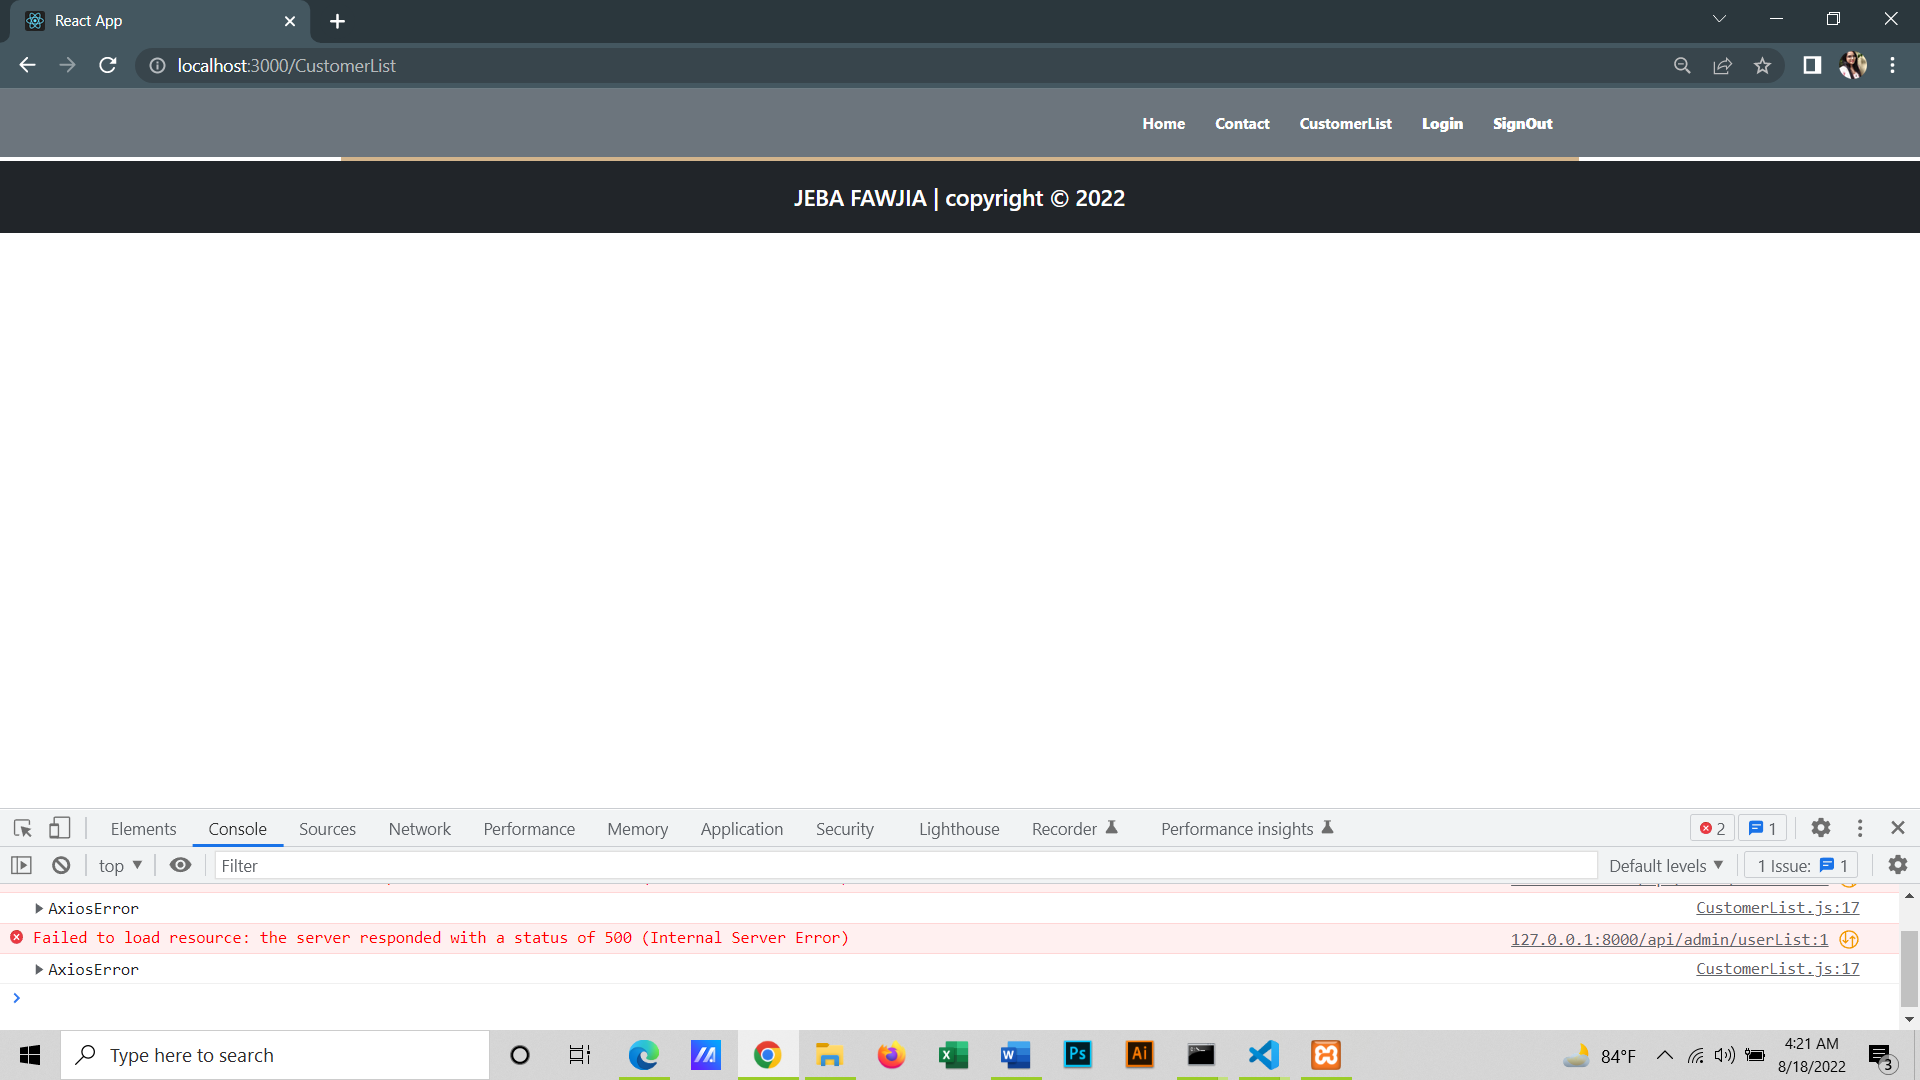 React App
localhost:3000/CustomerList
Home Contact CustomerList Login SignOut
JEBA FAWJIA | copyright © 2022
Elements Console Sources Network Performance Memory Application Security Lighthouse Recorder Performance insights 2 1
top Filter Default levels 1 Issue: 1
AxiosError CustomerList.js:17
Failed to load resource: the server responded with a status of 500 (Internal Server Error) 127.0.0.1:8000/api/admin/userList:1
AxiosError CustomerList.js:17
Type here to search
Ps
Ai
84°F
4:21 AM
8/18/2022
3